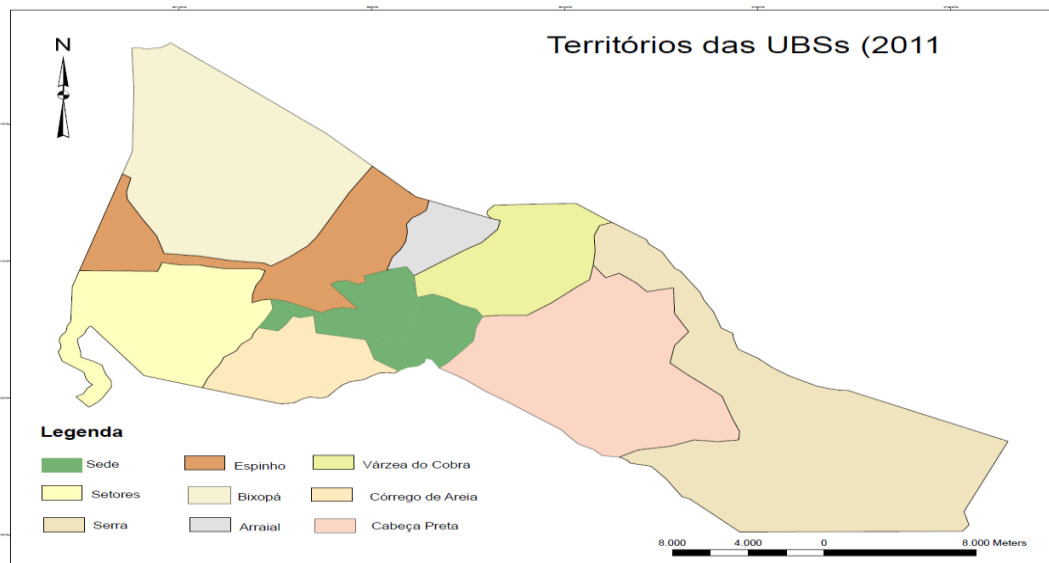 Territórios das UBSs (2011
N
Legenda
Sede
Espinho
Várzea do Cobra
Setores
Bixopá
Córrego de Areia
Serra
Arraial
Cabeça Preta
8.000 4.000 0 8.000 Meters